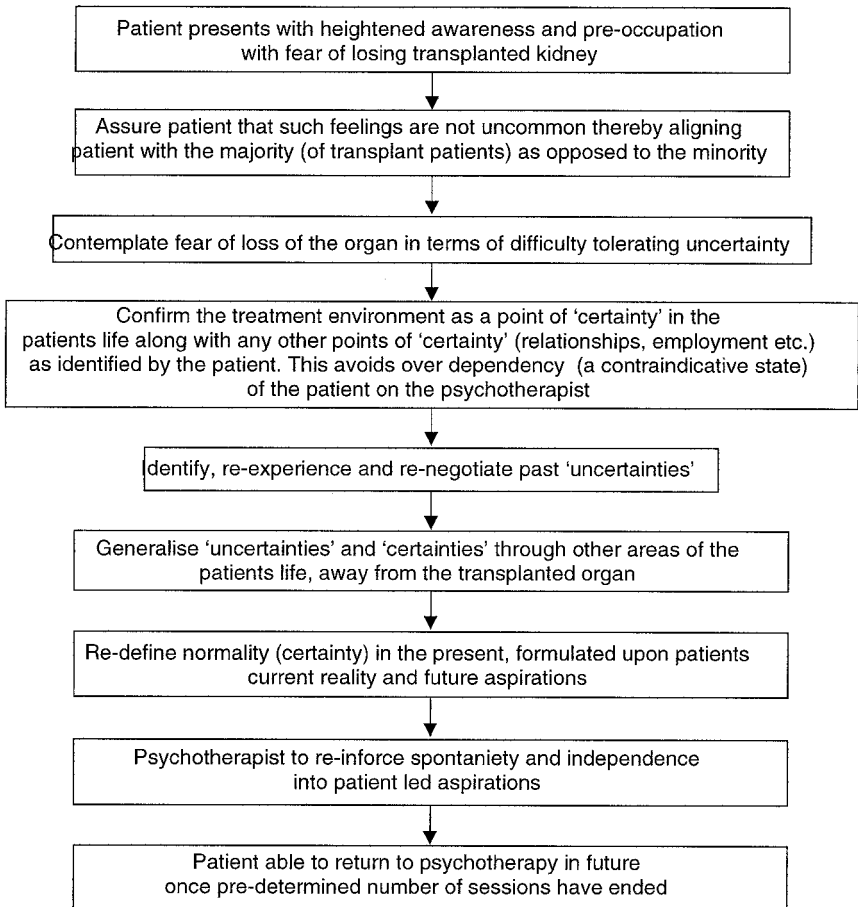 Patient presents with heightened awareness and pre-occupation
with fear of losing transplanted kidney
Assure patient that such feelings are not uncommon thereby aligning
patient with the majority (of transplant patients) as opposed to the minority
Contemplate fear of loss of the organ in terms of difficulty tolerating uncertainty
Confirm the treatment environment as a point of ‘certainty’ in the
patients life along with any other points of ‘certainty’ (relationships, employment etc.)
as identified by the patient. This avoids over dependency (a contraindicative state)
of the patient on the psychotherapist
Identify, re-experience and re-negotiate past ‘uncertainties’
Generalise ‘uncertainties’ and ‘certainties’ through other areas of the
patients life, away from the transplanted organ
Re-define normality (certainty) in the present, formulated upon patients
current reality and future aspirations
Psychotherapist to re-inforce spontaniety and independence
into patient led aspirations
Patient able to return to psychotherapy in future
once pre-determined number of sessions have ended